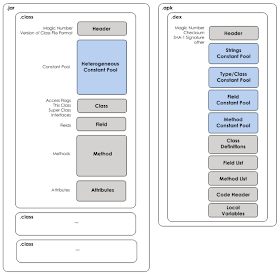 .jar
.class
Magic Number
Version of Class File Format
Header
Constant Pool
Heterogeneous
Constant Pool
Access Flags
This Class
Super Class
Interfaces
Class
Fields
Field
Methods
Method
Attributes
Attributes
.class
...
.class
...
.apk
.dex
Magic Number
Checksum
SHA-1 Signature
other
Header
Strings
Constant Pool
Type/Class
Constant Pool
Field
Constant Pool
Method
Constant Pool
Class
Definitions
Field List
Method List
Code Header
Local
Variables